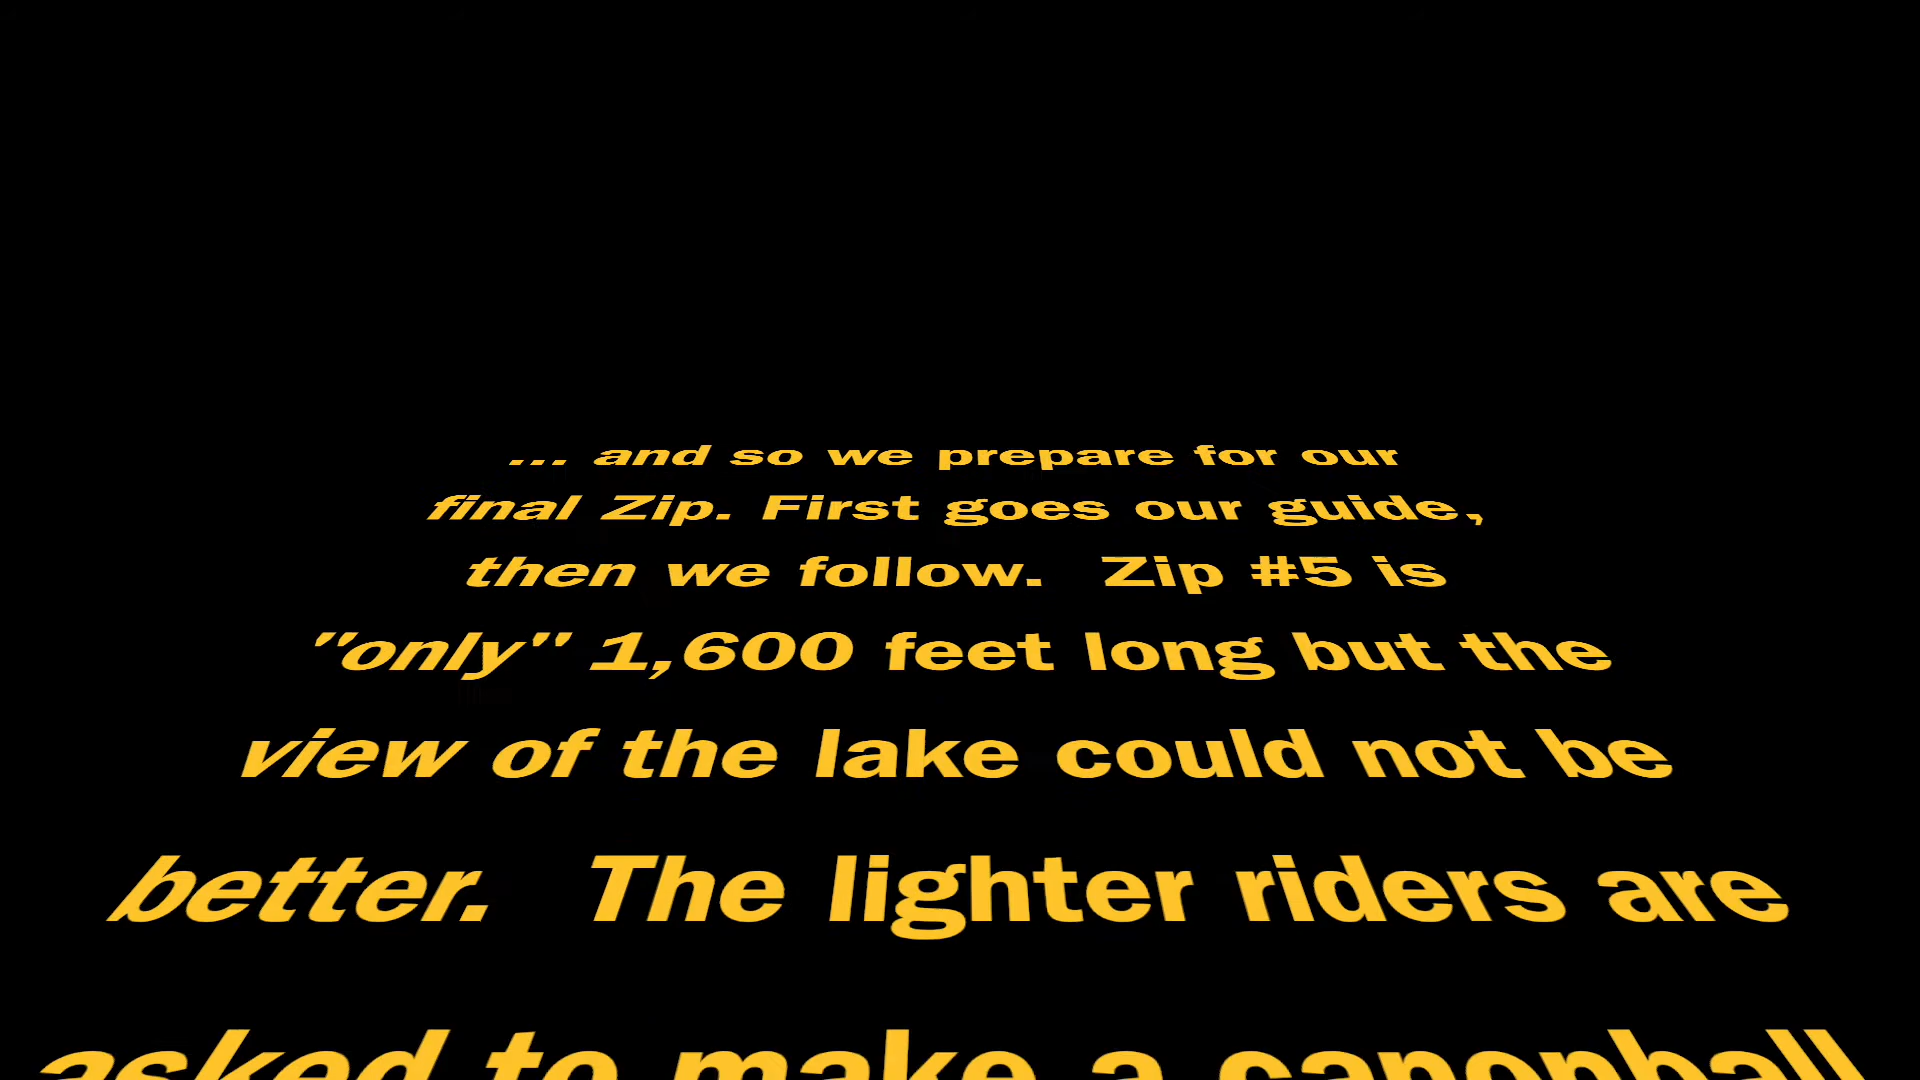 ... and so we prepare for our
final Zip. First goes our guide,
then we follow.  Zip #5 is
"only" 1,600 feet long but the
view of the lake could not be
better.  The lighter riders are
asked to make a canonball